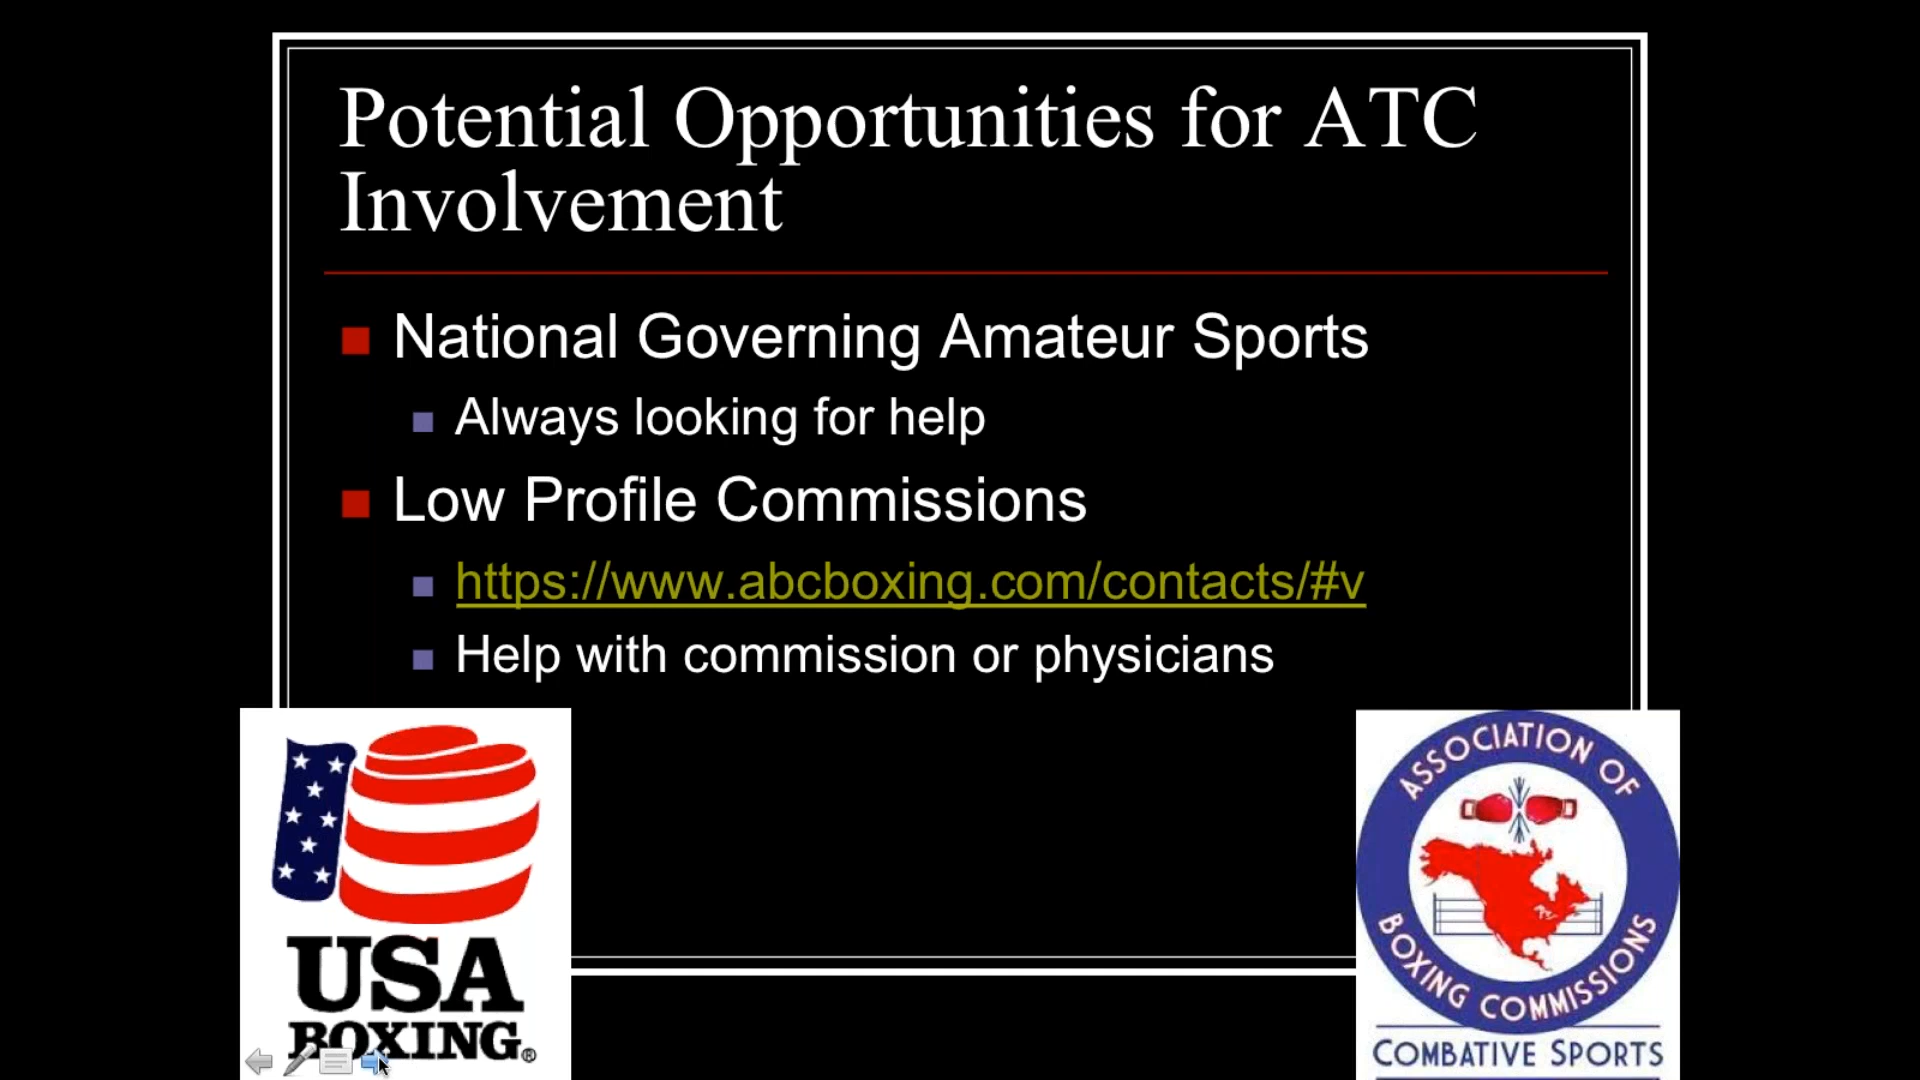 Potential Opportunities for ATC
Involvement
National Governing Amateur Sports
Always looking for help
Low Profile Commissions
https://www.abcboxing.com/contacts/#v
Help with commission or physicians
USA
BOXING®
ASSOCIATION OF
BOXING COMMISSIONS
COMBATIVE SPORTS